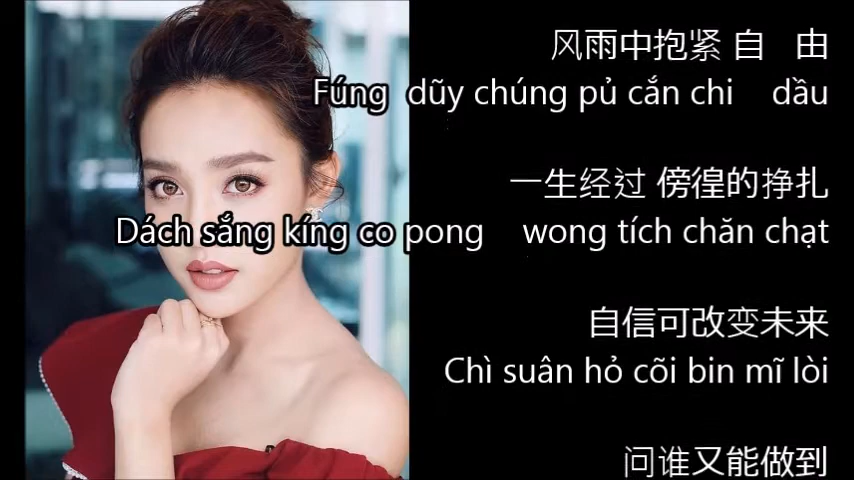 风雨中抱紧 自 由
Fúng dũy chúng pủ cắn chi dầu
一生经过 傍徨的挣扎
Dách sắng kíng co pong wong tích chăn chạt
自信可改变未来
Chì suân hỏ cõi bin mĩ lòi
问谁又能做到